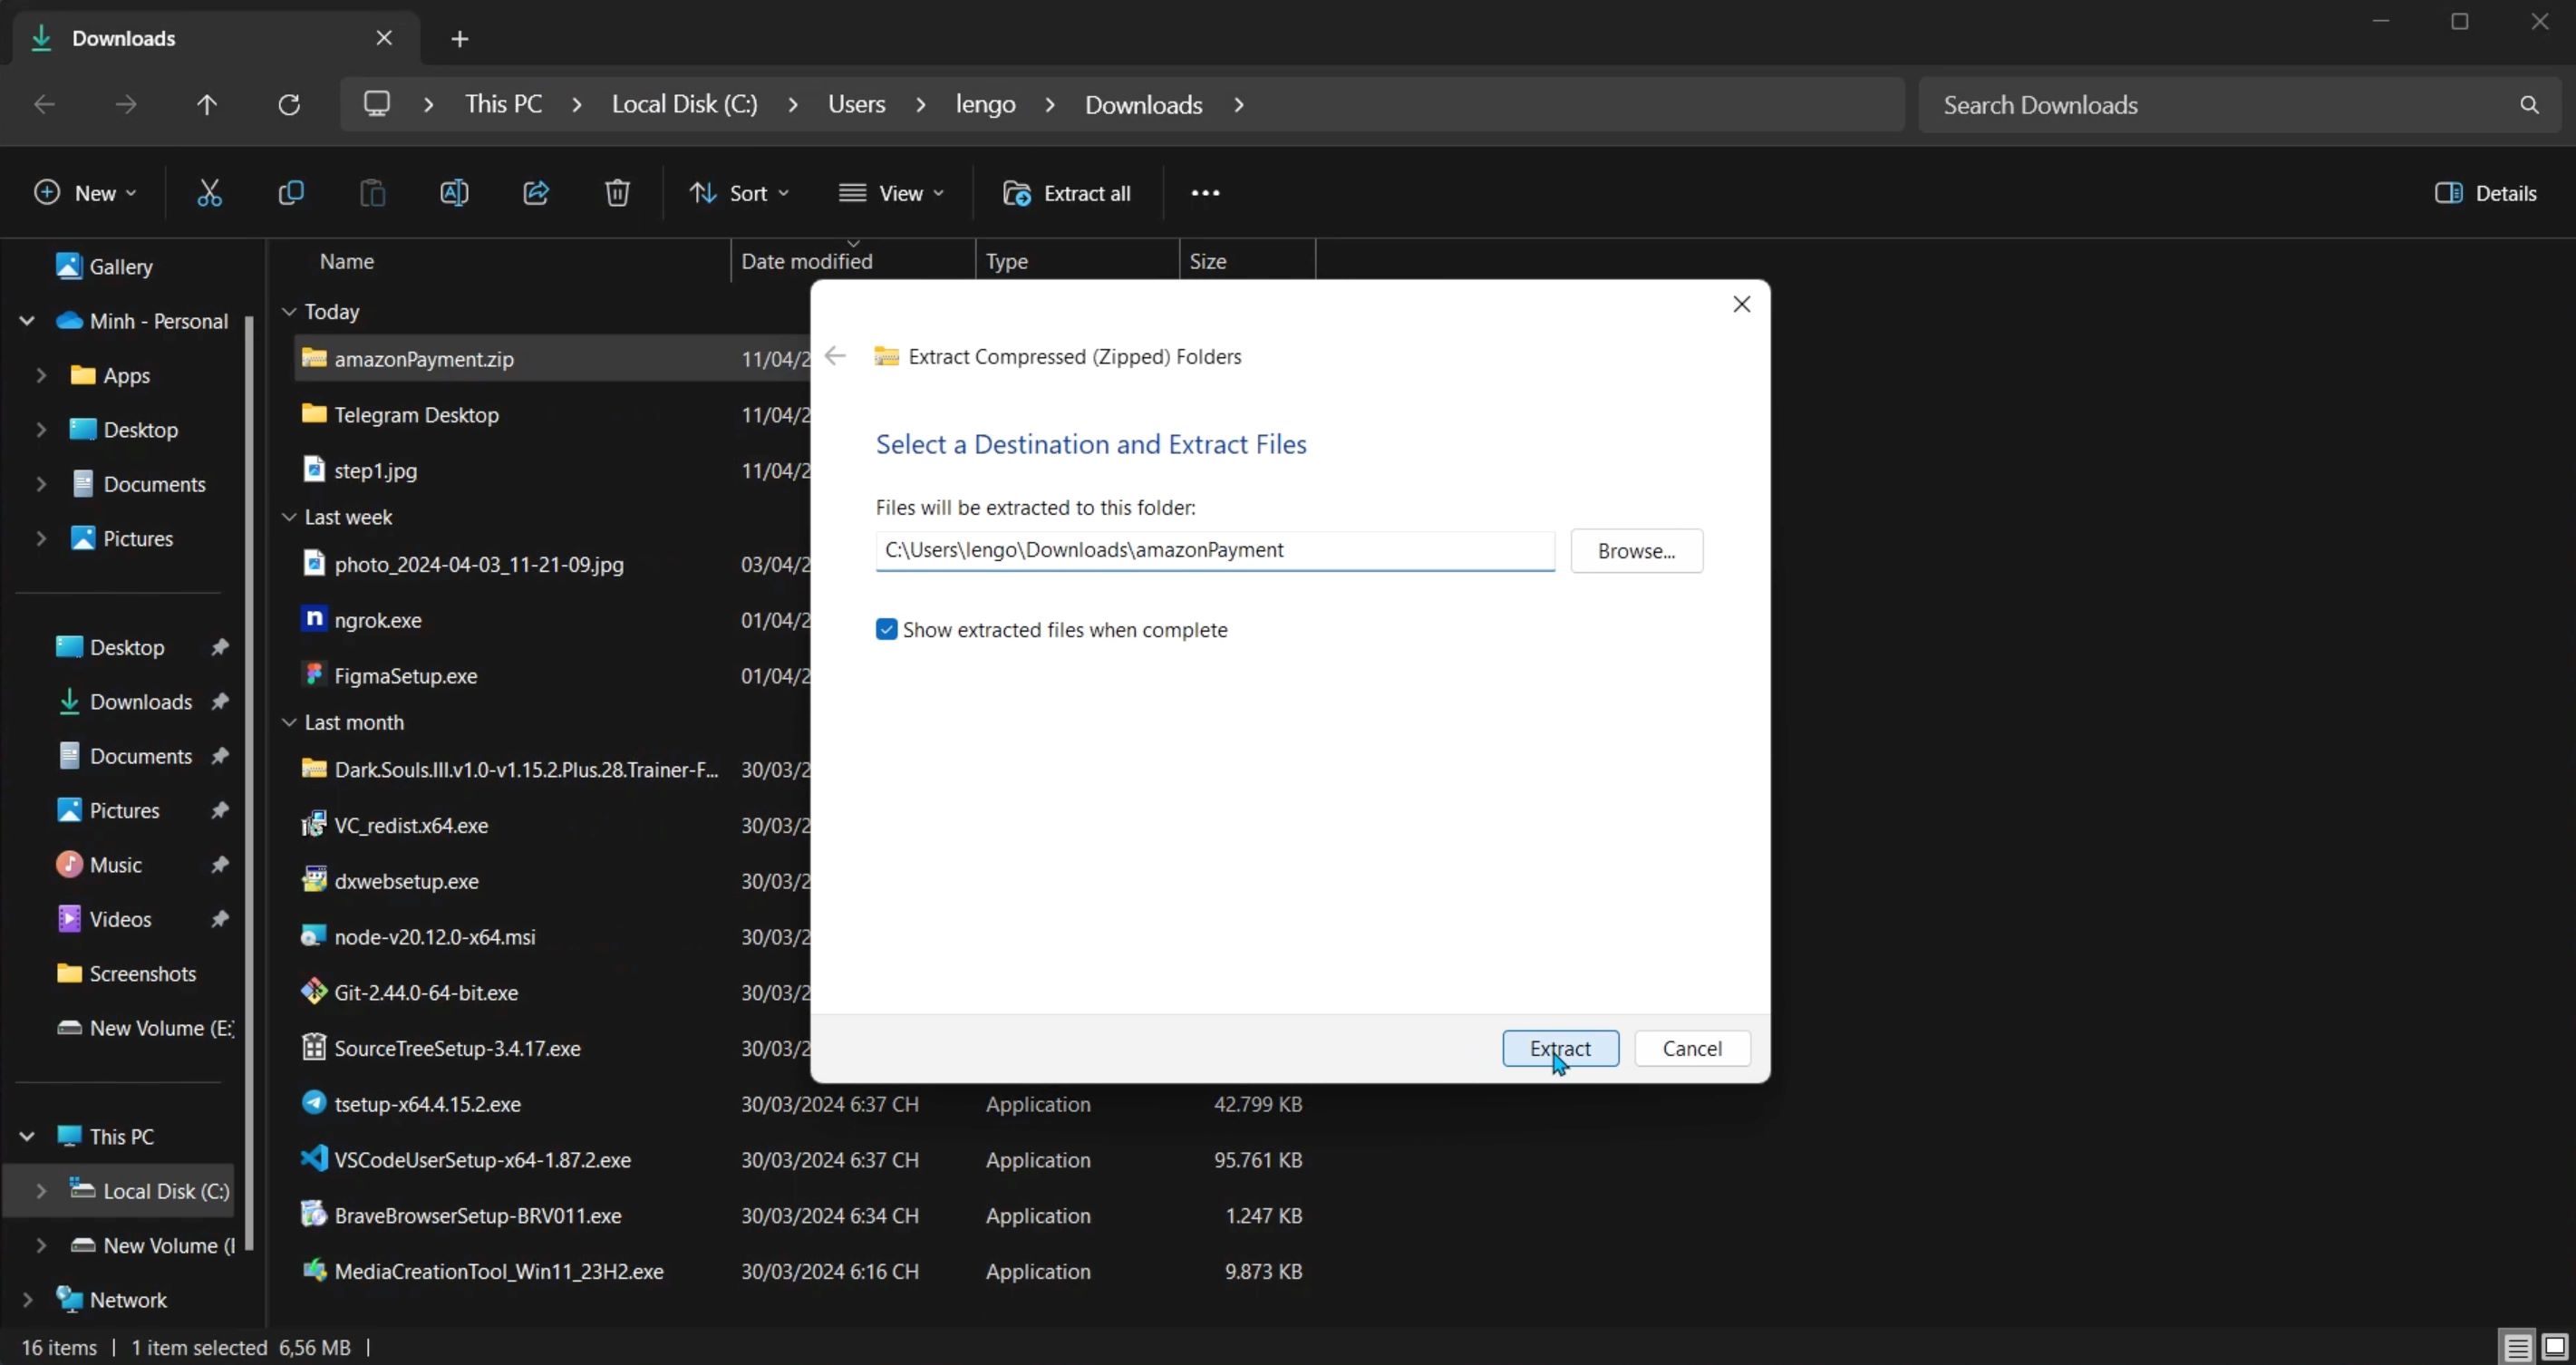 Downloads
This PC > Local Disk (C:) > Users > lengo > Downloads >
Search Downloads
New
Sort
View
Extract all
Details
Gallery
Minh - Personal
Apps
Desktop
Documents
Pictures
Desktop
Downloads
Documents
Pictures
Music
Videos
Screenshots
New Volume (E:)
This PC
Local Disk (C:)
New Volume (
Network
Name Date modified Type Size
Today
amazonPayment.zip 11/04/2
Telegram Desktop 11/04/2
step1.jpg 11/04/2
Last week
photo_2024-04-03_11-21-09.jpg 03/04/2
ngrok.exe 01/04/2
FigmaSetup.exe 01/04/2
Last month
Dark.Souls.III.v1.0-v1.15.2.Plus.28.Trainer-F... 30/03/2
VC_redist.x64.exe 30/03/2
dxwebsetup.exe 30/03/2
node-v20.12.0-x64.msi 30/03/2
Git-2.44.0-64-bit.exe 30/03/2
SourceTreeSetup-3.4.17.exe 30/03/2
tsetup-x64.4.15.2.exe 30/03/2024 6:37 CH Application 42.799 KB
VSCodeUserSetup-x64-1.87.2.exe 30/03/2024 6:37 CH Application 95.761 KB
BraveBrowserSetup-BRV011.exe 30/03/2024 6:34 CH Application 1.247 KB
MediaCreationTool_Win11_23H2.exe 30/03/2024 6:16 CH Application 9.873 KB
Extract Compressed (Zipped) Folders
Select a Destination and Extract Files
Files will be extracted to this folder:
C:\Users\lengo\Downloads\amazonPayment
Browse...
Show extracted files when complete
Extract Cancel
16 items | 1 item selected 6,56 MB |